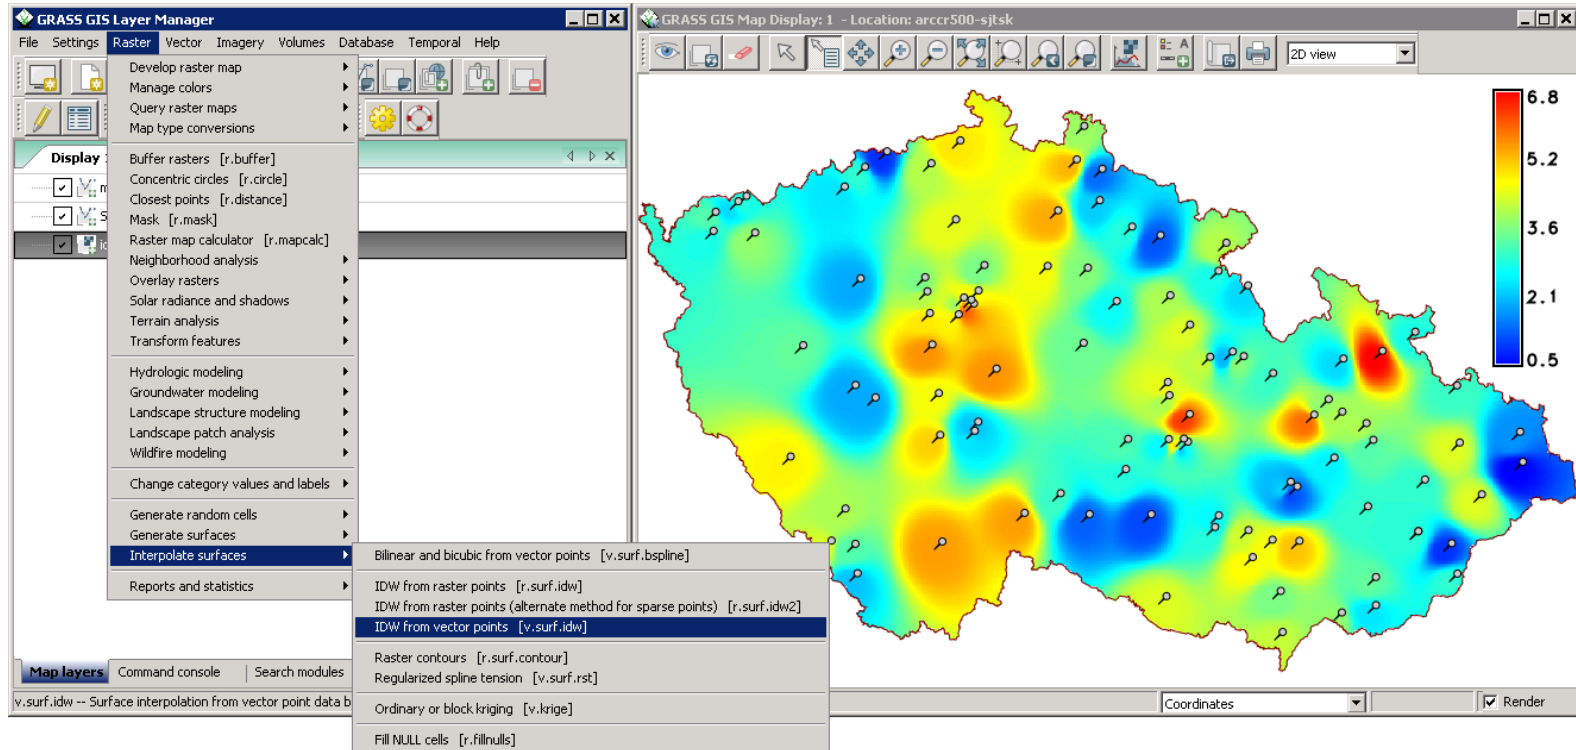 GRASS GIS Layer Manager
File Settings Raster Vector Imagery Volumes Database Temporal Help
Develop raster map
Manage colors
Query raster maps
Map type conversions
Buffer rasters [r.buffer]
Concentric circles [r.circle]
Closest points [r.distance]
Mask [r.mask]
Raster map calculator [r.mapcalc]
Neighborhood analysis
Overlay rasters
Solar radiance and shadows
Terrain analysis
Transform features
Hydrologic modeling
Groundwater modeling
Landscape structure modeling
Landscape patch analysis
Wildfire modeling
Change category values and labels
Generate random cells
Generate surfaces
Interpolate surfaces
Reports and statistics
Display
Bilinear and bicubic from vector points [v.surf.bspline]
IDW from raster points [r.surf.idw]
IDW from raster points (alternate method for sparse points) [r.surf.idw2]
IDW from vector points [v.surf.idw]
Raster contours [r.surf.contour]
Regularized spline tension [v.surf.rst]
Ordinary or block kriging [v.krige]
Fill NULL cells [r.fillnulls]
Map layers Command console Search modules
v.surf.idw -- Surface interpolation from vector point data b
GRASS GIS Map Display: 1 - Location: arccr500-sjtsk
2D view
6.8
5.2
3.6
2.1
0.5
Coordinates
Render